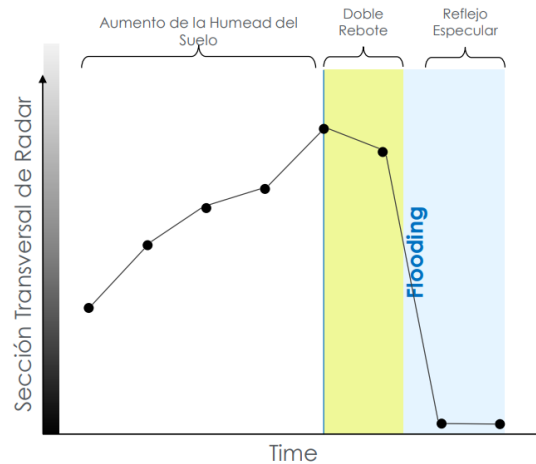 Aumento de la Humead del
Suelo
Doble
Rebote
Reflejo
Especular
Sección Transversal de Radar
Flooding
Time